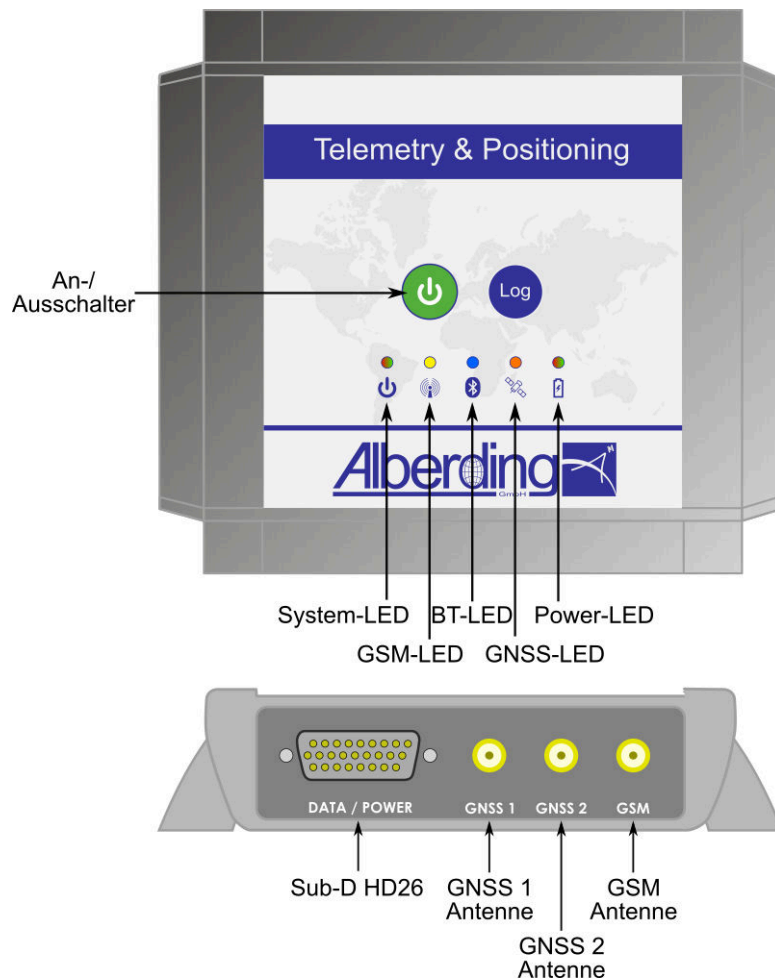 Telemetry & Positioning
An-/
Ausschalter
Log
Alberding
GmbH
N
System-LED
BT-LED
Power-LED
GSM-LED
GNSS-LED
DATA / POWER
GNSS 1
GNSS 2
GSM
Sub-D HD26
GNSS 1
Antenne
GSM
Antenne
GNSS 2
Antenne